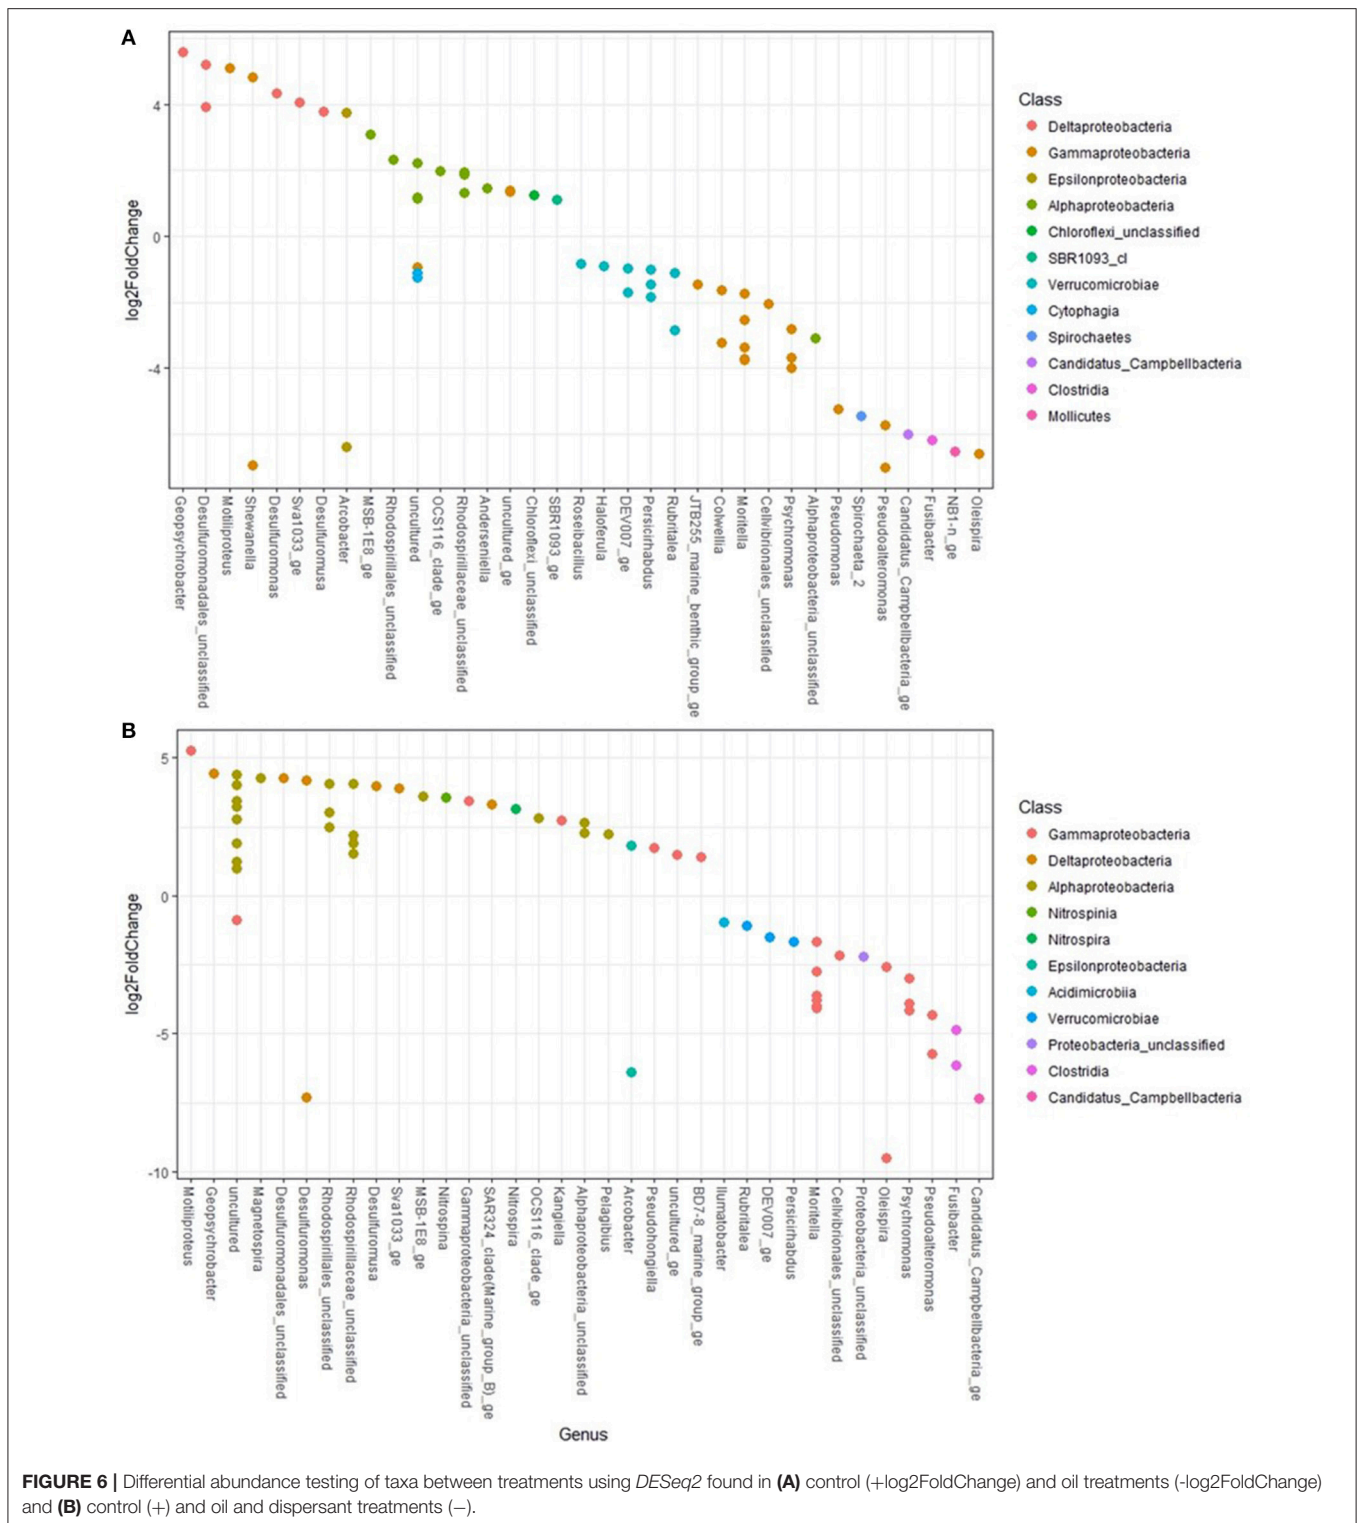 A
log2FoldChange
4
0
-4
Geopsychrobacter
Desulfuromonadales_unclassified
Motiliproteus
Shewanella
Desulfuromonas
Sva1033_ge
Desulfuromusa
Arcobacter
MSB-1E8_ge
Rhodospirillales_unclassified
uncultured
OCS116_clade_ge
Rhodospirillaceae_unclassified
Anderseniella
uncultured_ge
Chloroflexi_unclassified
SBR1093_ge
Roseibacillus
Haloferula
DEV007_ge
Persicirhabdus
Rubritalea
JTB255_marine_benthic_group_ge
Colwellia
Moritella
Cellvibrionales_unclassified
Psychromonas
Alphaproteobacteria_unclassified
Pseudomonas
Spirochaeta_2
Pseudoalteromonas
Candidatus_Campbellbacteria_ge
Fusibacter
NB1-n_ge
Oleispira
Class
Deltaproteobacteria
Gammaproteobacteria
Epsilonproteobacteria
Alphaproteobacteria
Chloroflexi_unclassified
SBR1093_cl
Verrucomicrobiae
Cytophagia
Spirochaetes
Candidatus_Campbellbacteria
Clostridia
Mollicutes
B
log2FoldChange
5
0
-5
-10
Motiliproteus
Geopsychrobacter
uncultured
Magnetospira
Desulfuromonadales_unclassified
Desulfuromonas
Rhodospirillales_unclassified
Rhodospirillaceae_unclassified
Desulfuromusa
Sva1033_ge
MSB-1E8_ge
Nitrospina
Gammaproteobacteria_unclassified
SAR324_clade(Marine_group_B)_ge
Nitrospira
OCS116_clade_ge
Kangiella
Alphaproteobacteria_unclassified
Pelagibius
Arcobacter
Pseudohongiella
uncultured_ge
BD7-8_marine_group_ge
Ilumatobacter
Rubritalea
DEV007_ge
Persicirhabdus
Moritella
Cellvibrionales_unclassified
Proteobacteria_unclassified
Oleispira
Psychromonas
Pseudoalteromonas
Fusibacter
Candidatus_Campbellbacteria_ge
Genus
Class
Gammaproteobacteria
Deltaproteobacteria
Alphaproteobacteria
Nitrospinia
Nitrospira
Epsilonproteobacteria
Acidimicrobiia
Verrucomicrobiae
Proteobacteria_unclassified
Clostridia
Candidatus_Campbellbacteria
FIGURE 6 | Differential abundance testing of taxa between treatments using DESeq2 found in (A) control (+log2FoldChange) and oil treatments (-log2FoldChange)
and (B) control (+) and oil and dispersant treatments (−).